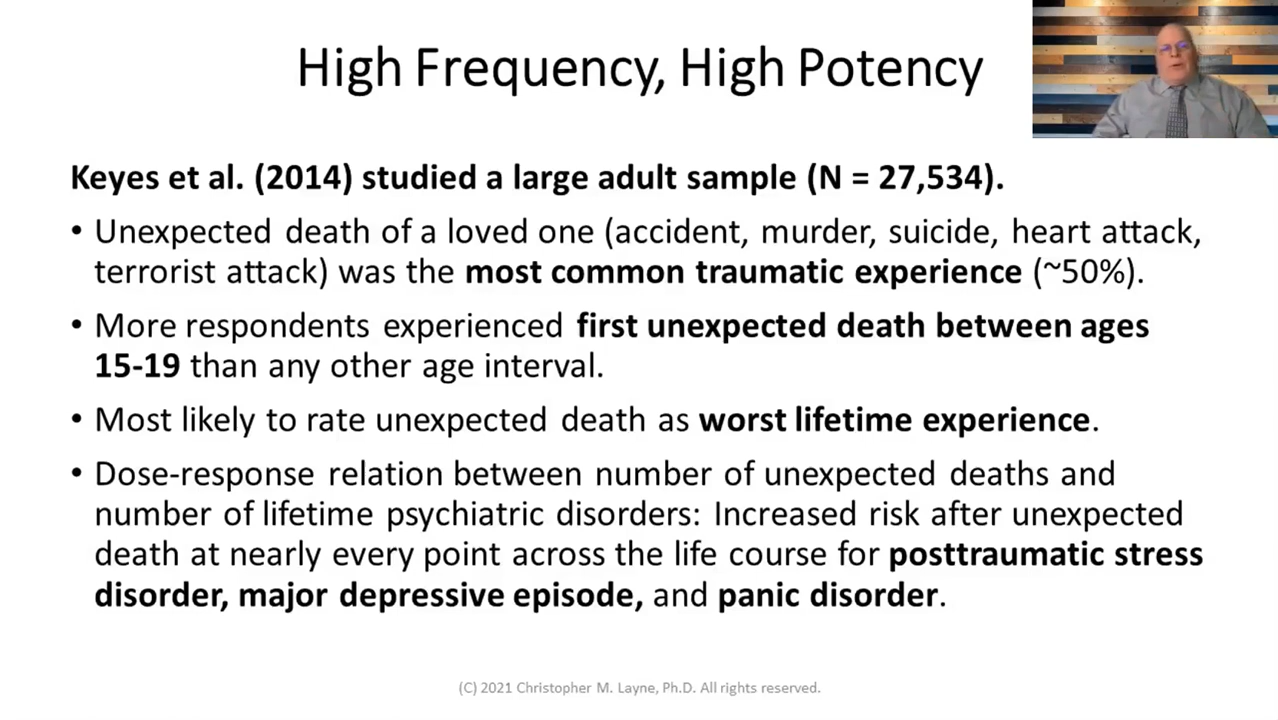 High Frequency, High Potency
Keyes et al. (2014) studied a large adult sample (N = 27,534).
• Unexpected death of a loved one (accident, murder, suicide, heart attack,
terrorist attack) was the most common traumatic experience (~50%).
• More respondents experienced first unexpected death between ages
15-19 than any other age interval.
• Most likely to rate unexpected death as worst lifetime experience.
• Dose-response relation between number of unexpected deaths and
number of lifetime psychiatric disorders: Increased risk after unexpected
death at nearly every point across the life course for posttraumatic stress
disorder, major depressive episode, and panic disorder.
(C) 2021 Christopher M. Layne, Ph.D. All rights reserved.